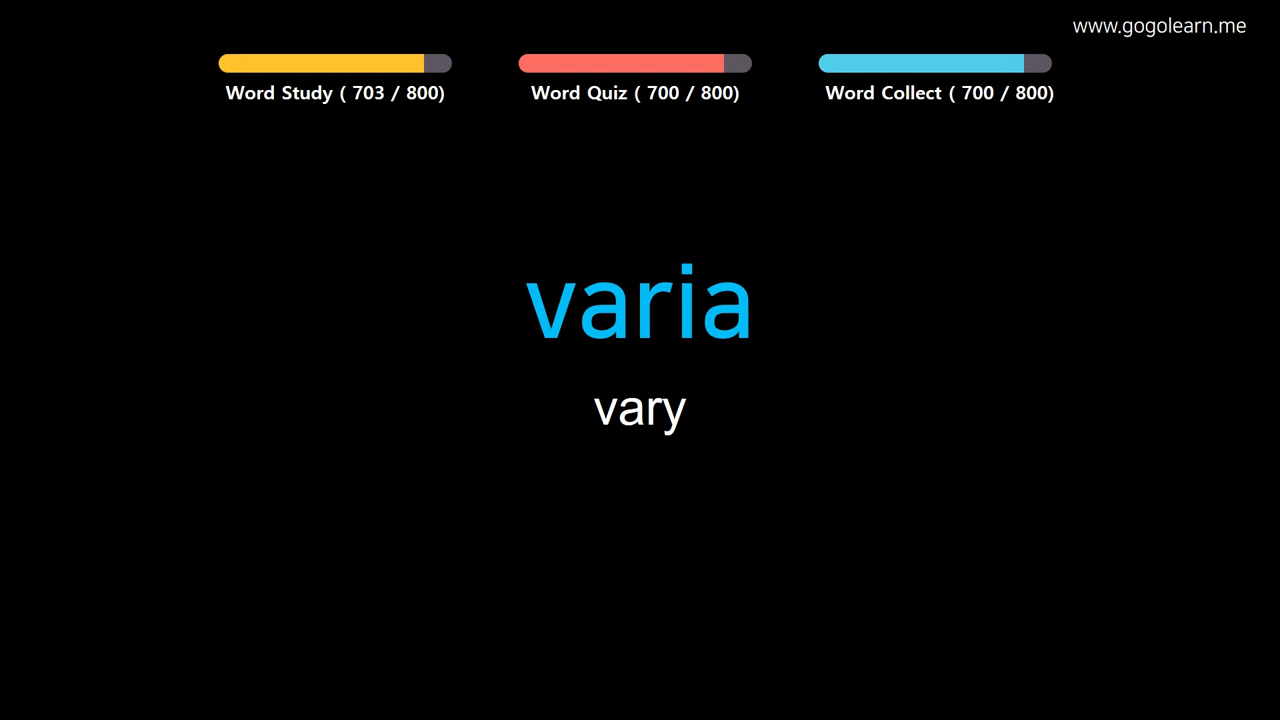 www.gogolearn.me
Word Study ( 703 / 800)
Word Quiz ( 700 / 800)
Word Collect ( 700 / 800)
varia
vary